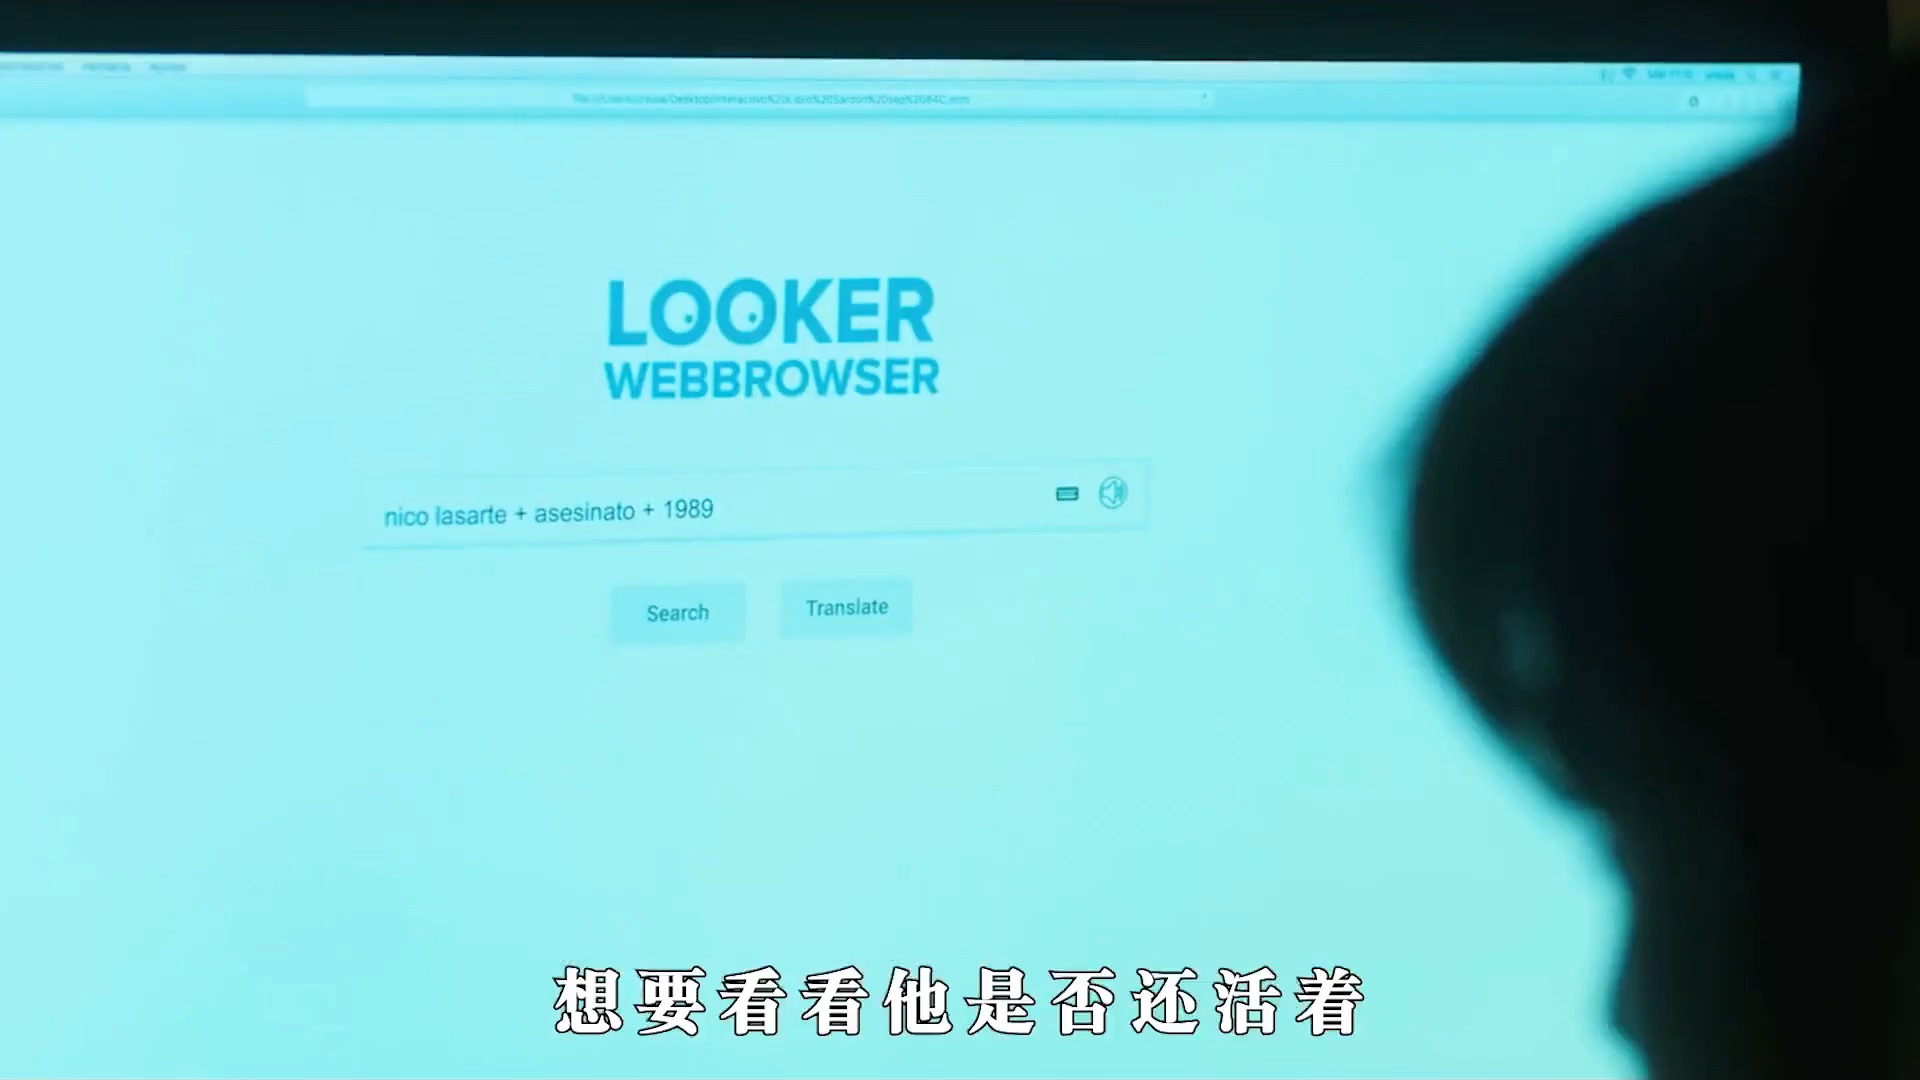 LOOKER
WEBBROWSER
nico lasarte + asesinato + 1989
Search
Translate
想要看看他是否还活着